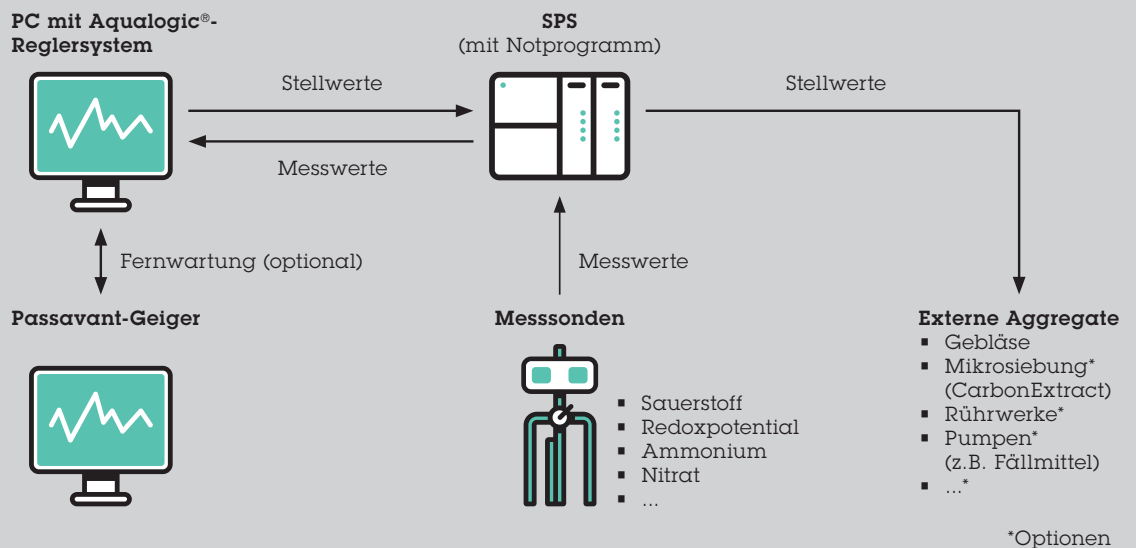 PC mit Aqualogic®-
Reglersystem
SPS
(mit Notprogramm)
Stellwerte
Stellwerte
Messwerte
Fernwartung (optional)
Messwerte
Passavant-Geiger
Messsonden
▪ Sauerstoff
▪ Redoxpotential
▪ Ammonium
▪ Nitrat
▪ ...
Externe Aggregate
▪ Gebläse
▪ Mikrosiebung*
(CarbonExtract)
▪ Rührwerke*
▪ Pumpen*
(z.B. Fällmittel)
▪ ...*
*Optionen